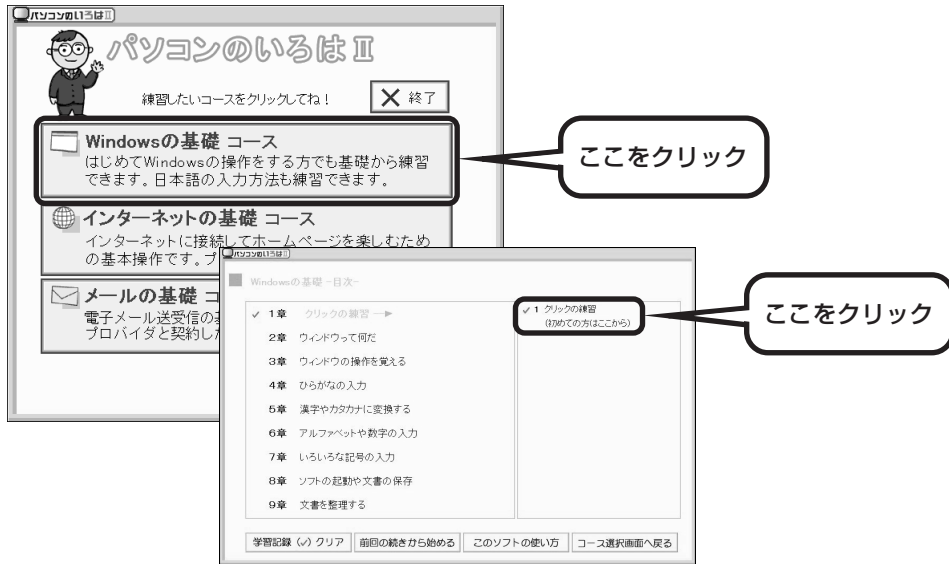 パソコンのいろはⅡ
パソコンのいろはⅡ
練習したいコースをクリックしてね！
× 終了
Windowsの基礎 コース
はじめてWindowsの操作をする方でも基礎から練習
できます。日本語の入力方法も練習できます。
ここをクリック
インターネットの基礎 コース
インターネットに接続してホームページを楽しむため
の基本操作です。プ
メールの基礎 コ
電子メール送受信の基
プロバイダと契約した
パソコンのいろはⅡ
Windowsの基礎 -目次-
✓ 1章 クリックの練習 →
2章 ウィンドウって何だ
3章 ウィンドウの操作を覚える
4章 ひらがなの入力
5章 漢字やカタカナに変換する
6章 アルファベットや数字の入力
7章 いろいろな記号の入力
8章 ソフトの起動や文書の保存
9章 文書を整理する
✓ 1 クリックの練習
(初めての方はここから)
ここをクリック
学習記録 (✓) クリア 前回の続きから始める このソフトの使い方 コース選択画面へ戻る